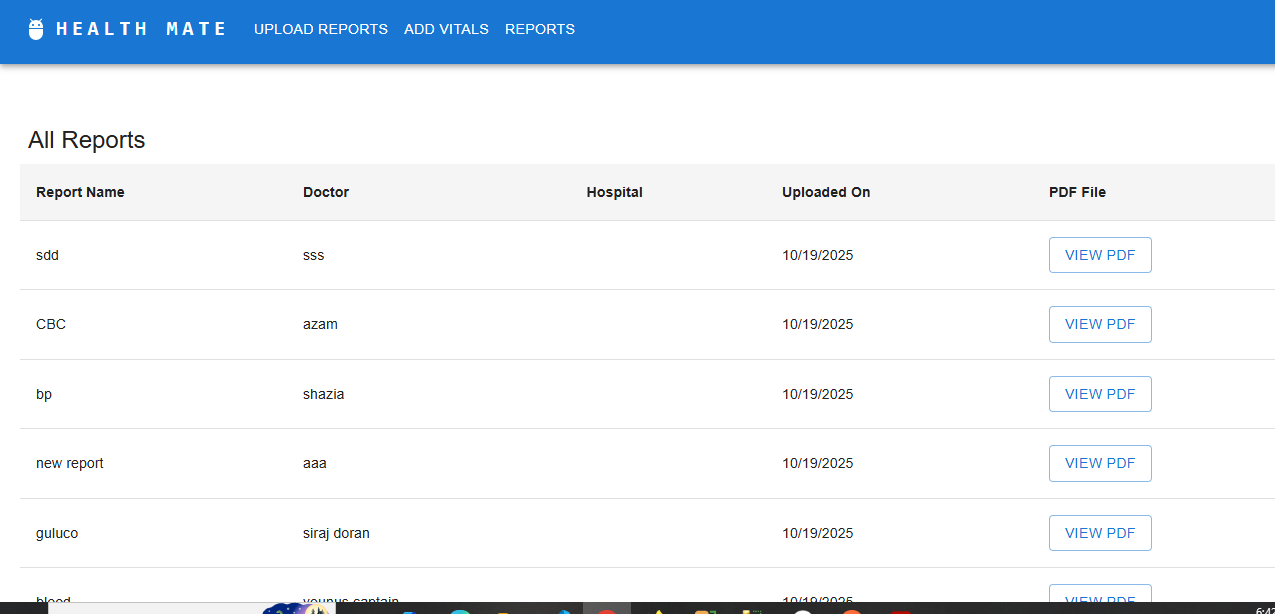 HEALTH MATE UPLOAD REPORTS ADD VITALS REPORTS
All Reports
Report Name Doctor Hospital Uploaded On PDF File
sdd sss 10/19/2025 VIEW PDF
CBC azam 10/19/2025 VIEW PDF
bp shazia 10/19/2025 VIEW PDF
new report aaa 10/19/2025 VIEW PDF
guluco siraj doran 10/19/2025 VIEW PDF
blood younus captain 10/19/2025 VIEW PDF